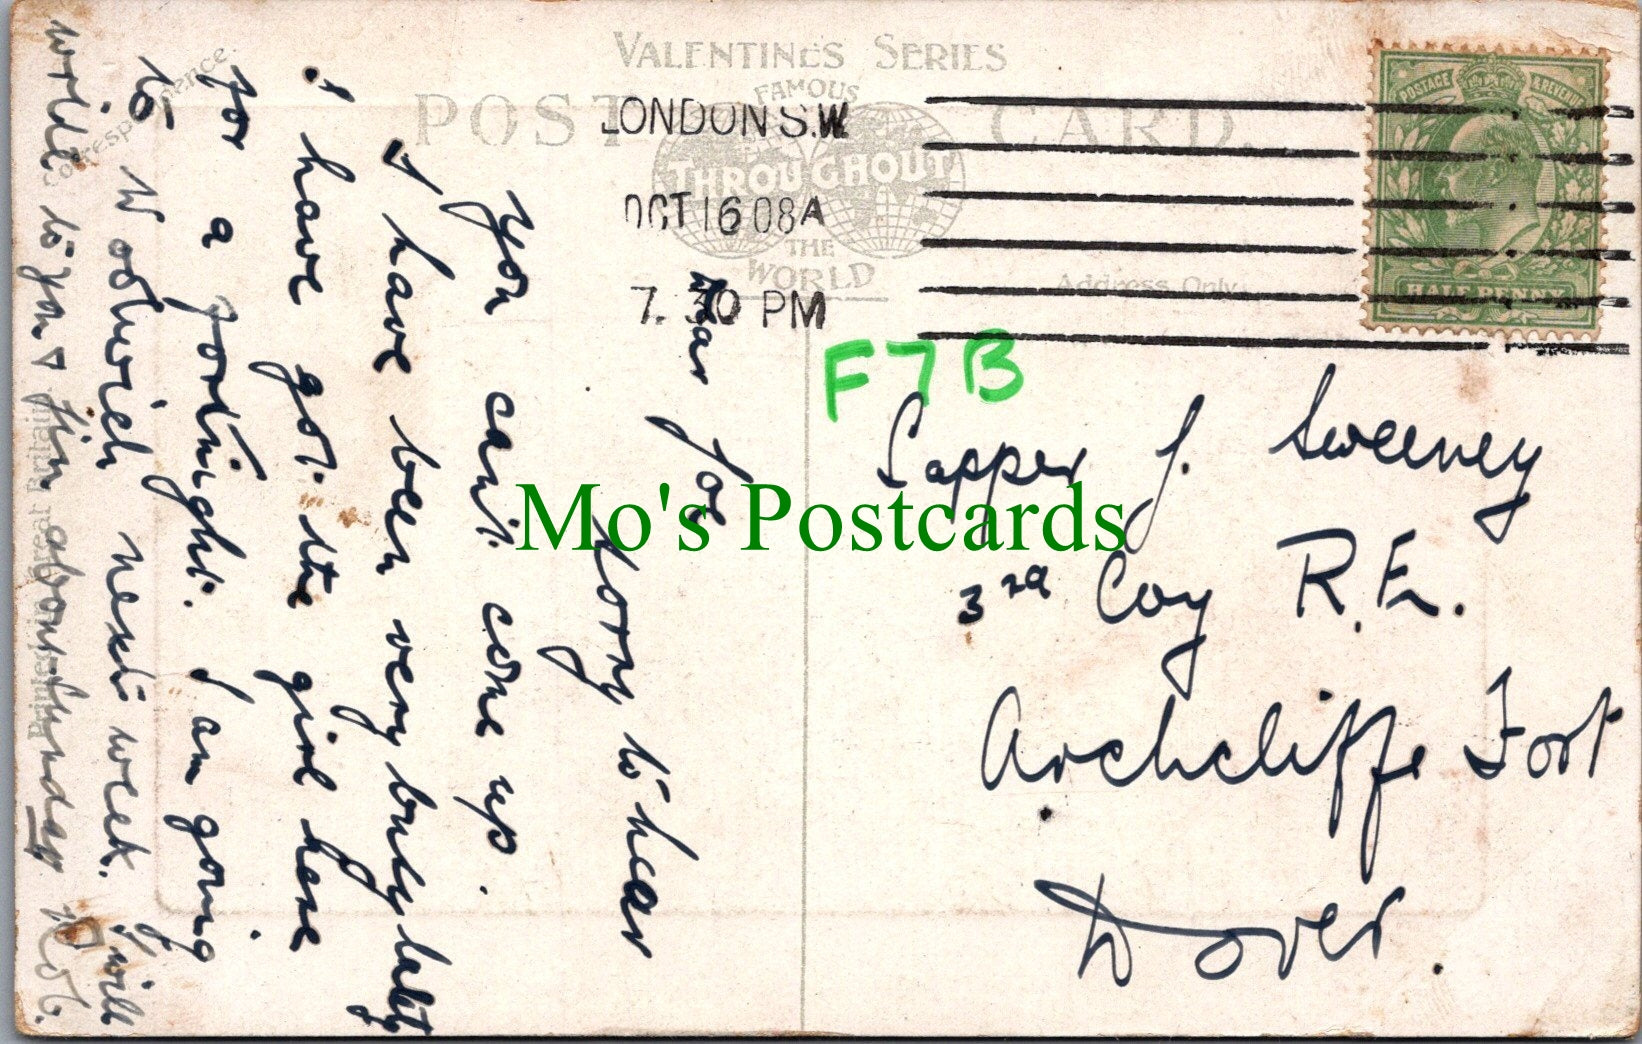 VALENTINE'S SERIES
POST CARD.
FAMOUS
THROUGHOUT
THE
WORLD
LONDON S.W.
OCT 16 08 A
7. 30 PM
POSTAGE & REVENUE
HALF PENNY
Correspondence.
Address Only.
F7B
Mo's Postcards
Sapper J. Sweeney
3rd Coy R.E.
Archcliffe Fort
Dover.
Dear Joe
Sorry to hear
you can't come up.
I have been very busy lately
I have got the girl here
for a fortnight. I am going
to Woolwich next week. I will
write to you & Jim about Sunday
Printed in Great Britain